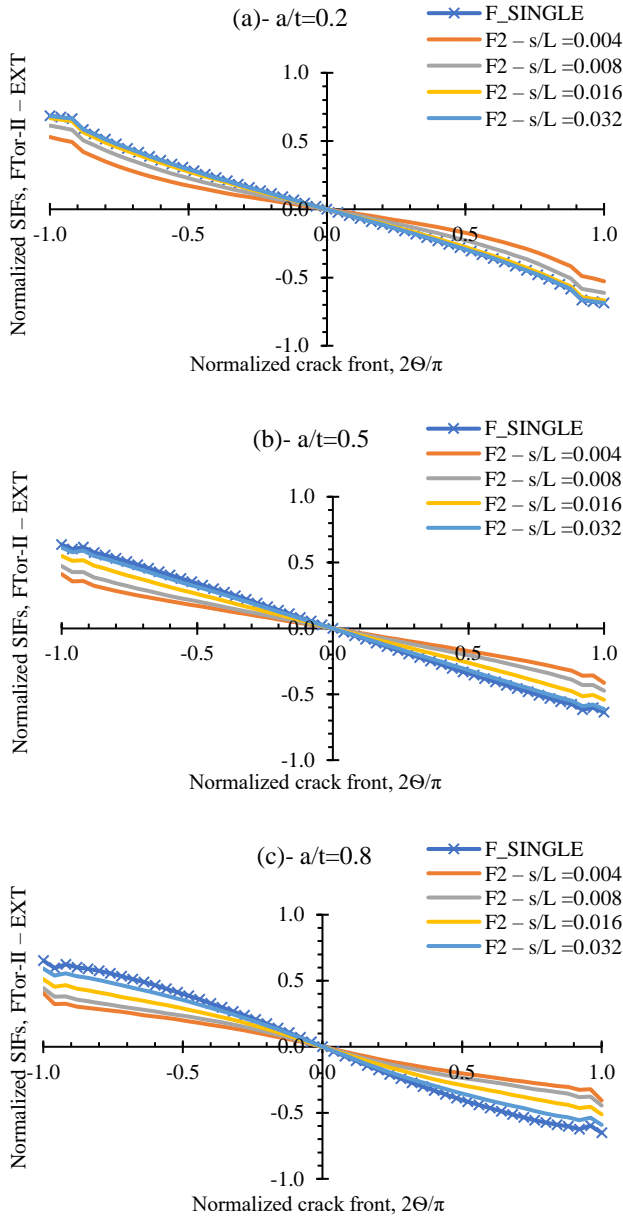 (a)- a/t=0.2
F_SINGLE
F2 – s/L =0.004
F2 – s/L =0.008
F2 – s/L =0.016
F2 – s/L =0.032
Normalized SIFs, FTor-II – EXT
1.0
0.5
0.0
-0.5
-1.0
-1.0
-0.5
0.0
0.5
1.0
Normalized crack front, 2Θ/π
(b)- a/t=0.5
F_SINGLE
F2 – s/L=0.004
F2 – s/L=0.008
F2 – s/L=0.016
F2 – s/L=0.032
Normalized SIFs, FTor-II – EXT
1.0
0.5
0.0
-0.5
-1.0
-1.0
-0.5
0.0
0.5
1.0
Normalized crack front, 2Θ/π
(c)- a/t=0.8
F_SINGLE
F2 – s/L =0.004
F2 – s/L =0.008
F2 – s/L =0.016
F2 – s/L =0.032
Normalized SIFs, FTor-II – EXT
1.0
0.5
0.0
-0.5
-1.0
-1.0
-0.5
0.0
0.5
1.0
Normalized crack front, 2Θ/π